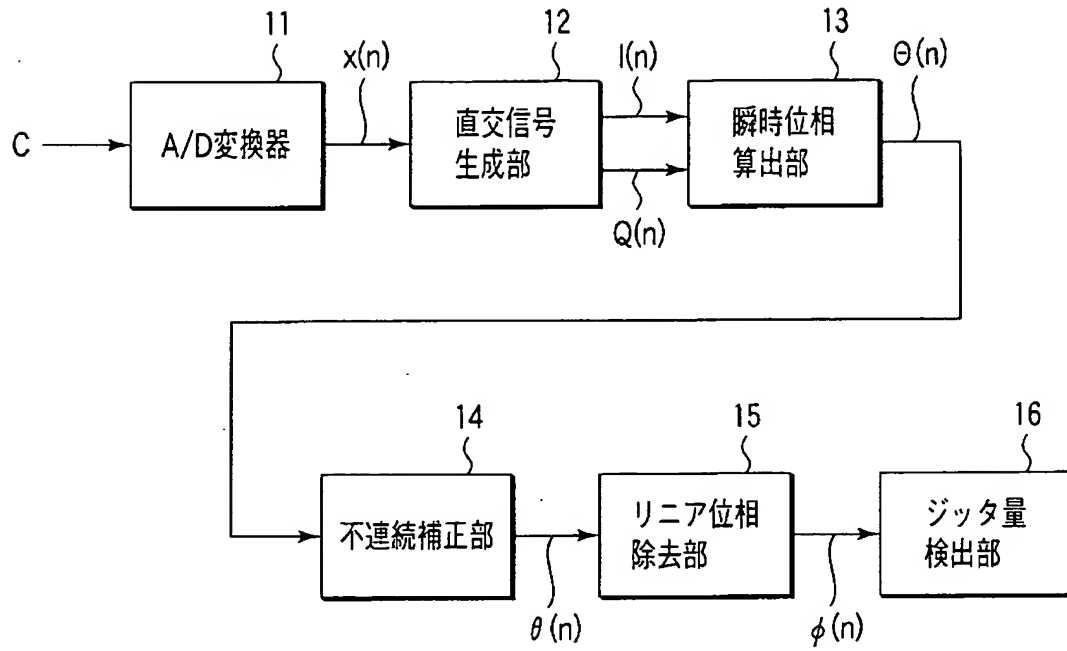 11
12
13
x(n)
I(n)
Θ(n)
C
A/D変換器
直交信号
生成部
瞬時位相
算出部
Q(n)
14
15
16
不連続補正部
リニア位相
除去部
ジッタ量
検出部
θ(n)
φ(n)